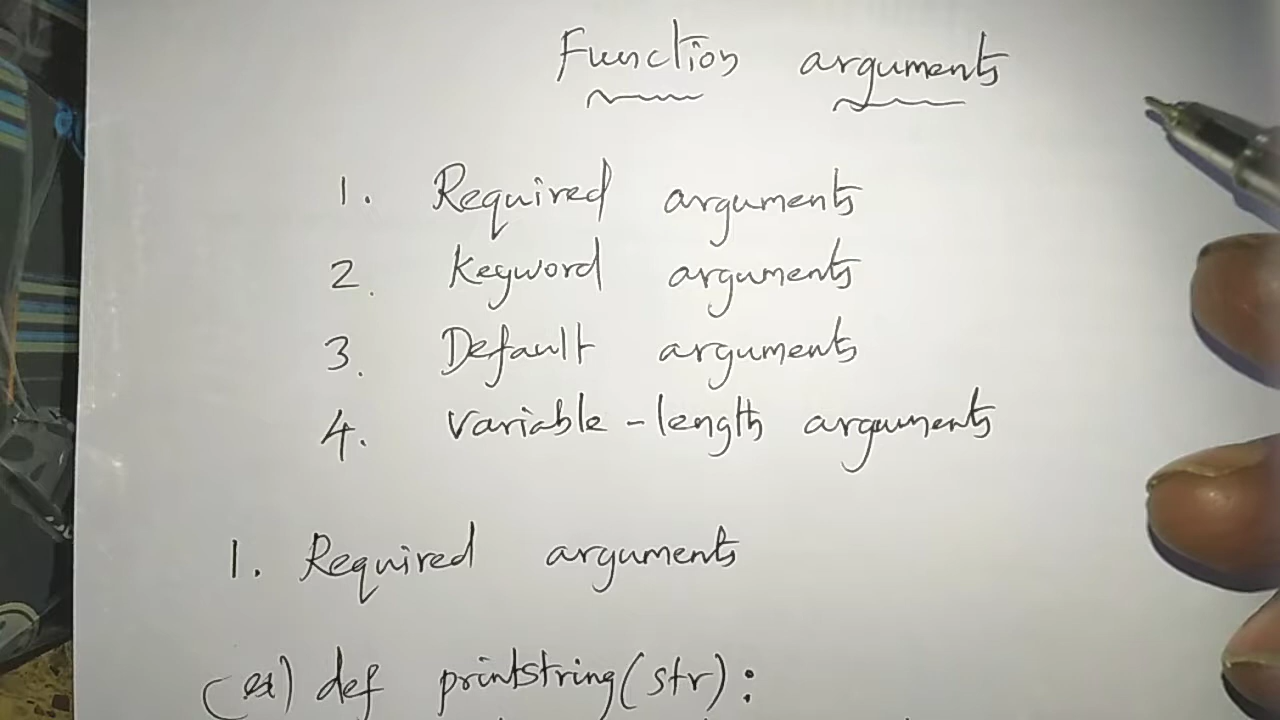 Function arguments
1. Required arguments
2. Keyword arguments
3. Default arguments
4. Variable-length arguments
1. Required arguments
(ex) def printstring(str):